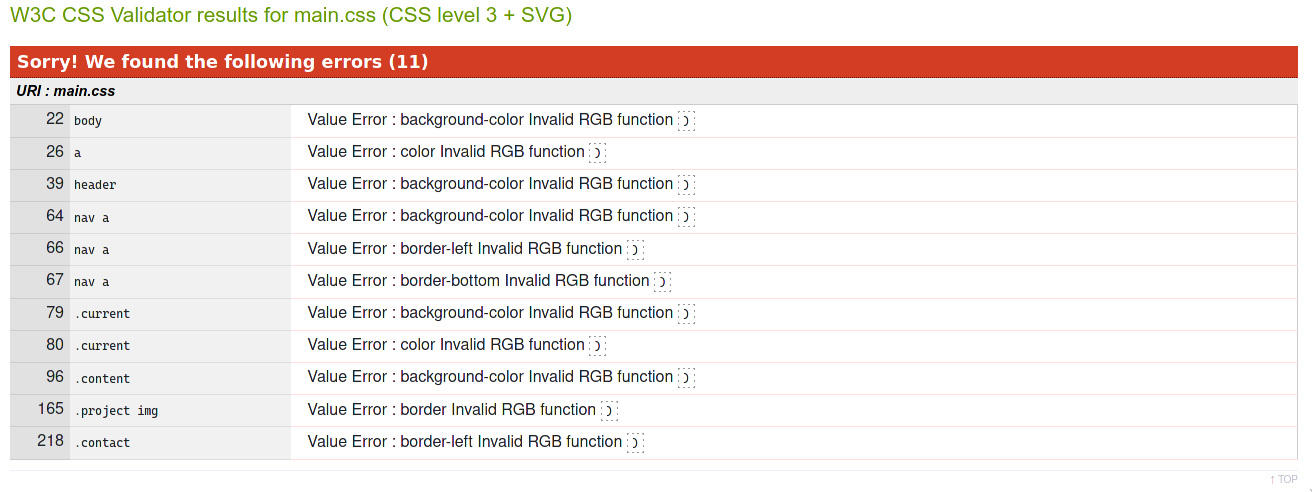 W3C CSS Validator results for main.css (CSS level 3 + SVG)
Sorry! We found the following errors (11)
URI : main.css
22 body Value Error : background-color Invalid RGB function )
26 a Value Error : color Invalid RGB function )
39 header Value Error : background-color Invalid RGB function )
64 nav a Value Error : background-color Invalid RGB function )
66 nav a Value Error : border-left Invalid RGB function )
67 nav a Value Error : border-bottom Invalid RGB function )
79 .current Value Error : background-color Invalid RGB function )
80 .current Value Error : color Invalid RGB function )
96 .content Value Error : background-color Invalid RGB function )
165 .project img Value Error : border Invalid RGB function )
218 .contact Value Error : border-left Invalid RGB function )
↑ TOP